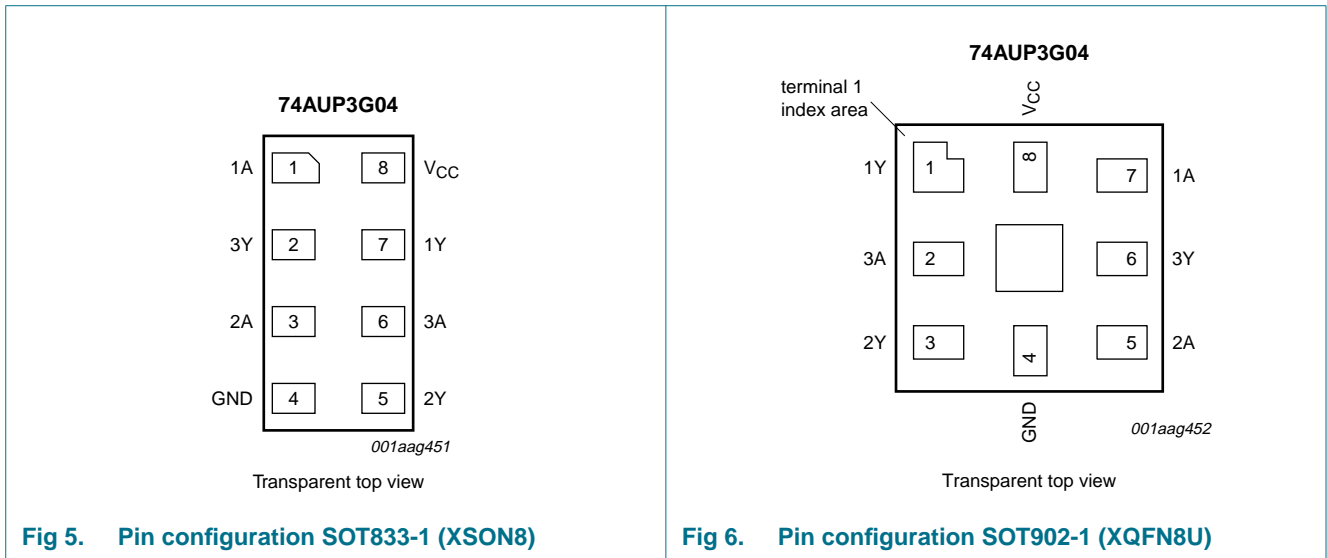 74AUP3G04
1A 1 8 VCC
3Y 2 7 1Y
2A 3 6 3A
GND 4 5 2Y
001aag451
Transparent top view
Fig 5. Pin configuration SOT833-1 (XSON8)
74AUP3G04
terminal 1
index area
VCC
1Y 1 8 7 1A
3A 2 6 3Y
2Y 3 4 5 2A
GND
001aag452
Transparent top view
Fig 6. Pin configuration SOT902-1 (XQFN8U)